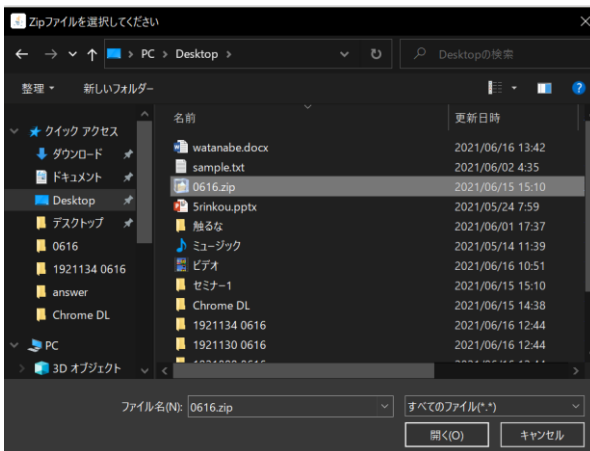 Zipファイルを選択してください
PC > Desktop >
Desktopの検索
整理
新しいフォルダー
名前
更新日時
クイック アクセス
ダウンロード
ドキュメント
Desktop
デスクトップ
0616
1921134 0616
answer
Chrome DL
PC
3D オブジェクト
watanabe.docx 2021/06/16 13:42
sample.txt 2021/06/02 4:35
0616.zip 2021/06/15 15:10
5rinkou.pptx 2021/05/24 7:59
触るな 2021/06/01 17:37
ミュージック 2021/05/14 11:39
ビデオ 2021/06/16 10:51
セミナー1 2021/06/15 15:10
Chrome DL 2021/06/15 14:38
1921134 0616 2021/06/16 12:44
1921130 0616 2021/06/16 12:44
ファイル名(N): 0616.zip
すべてのファイル(*.*)
開く(O)
キャンセル